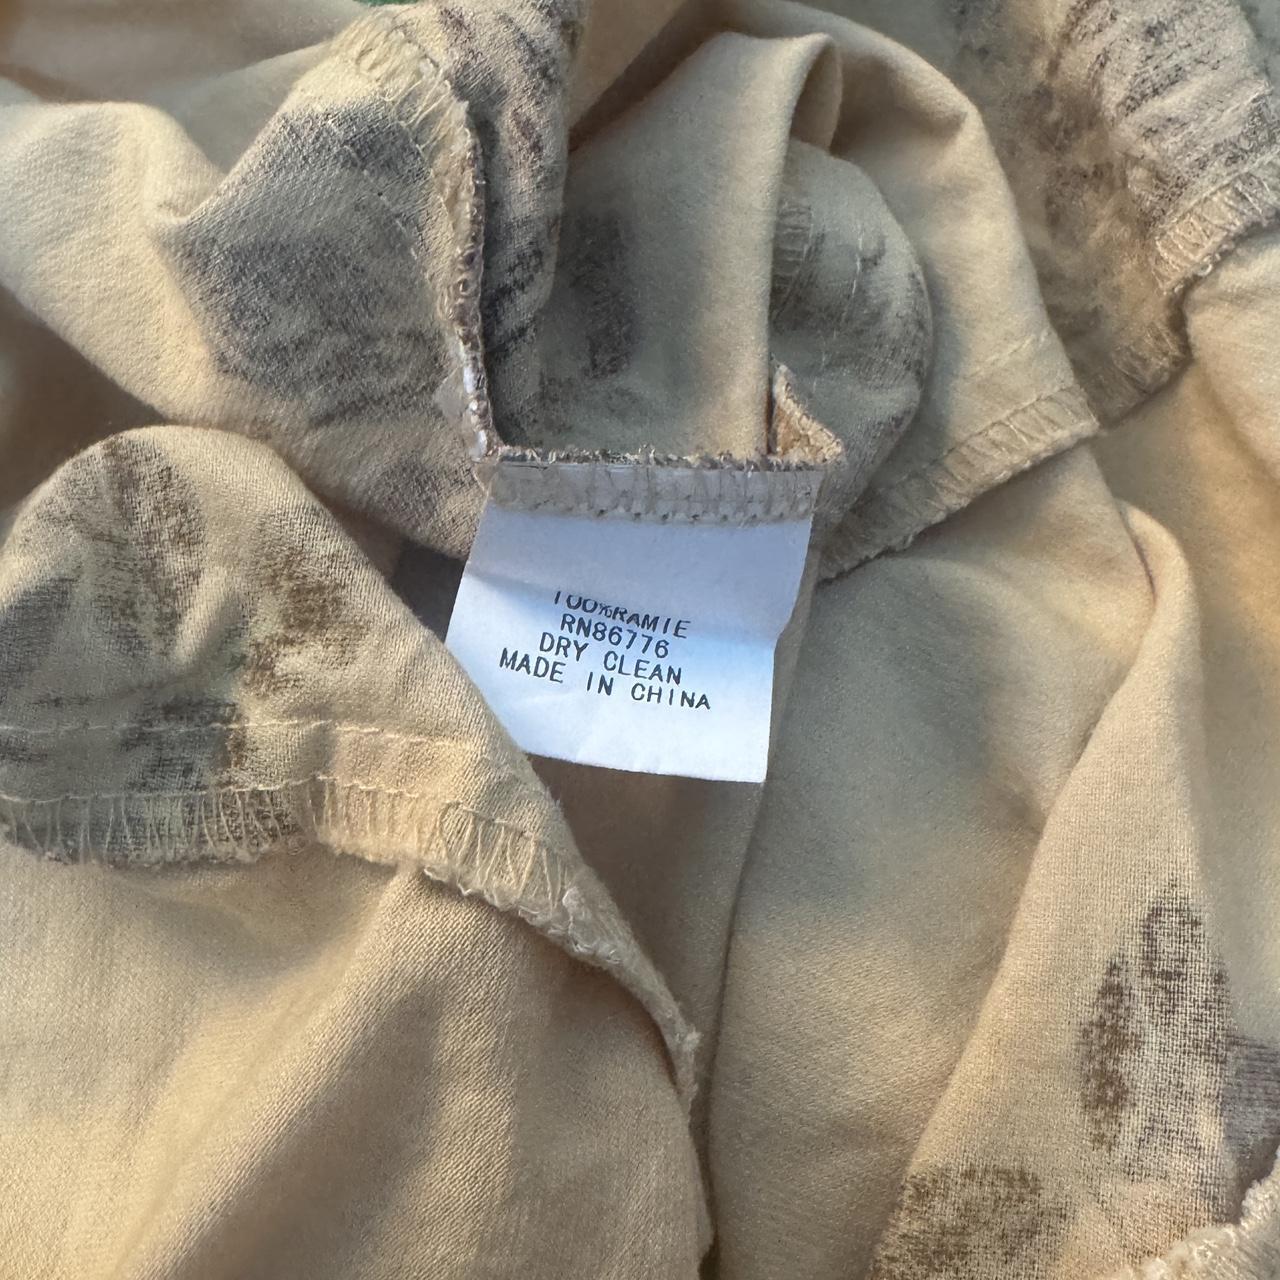 100%RAMIE
RN86776
DRY CLEAN
MADE IN CHINA